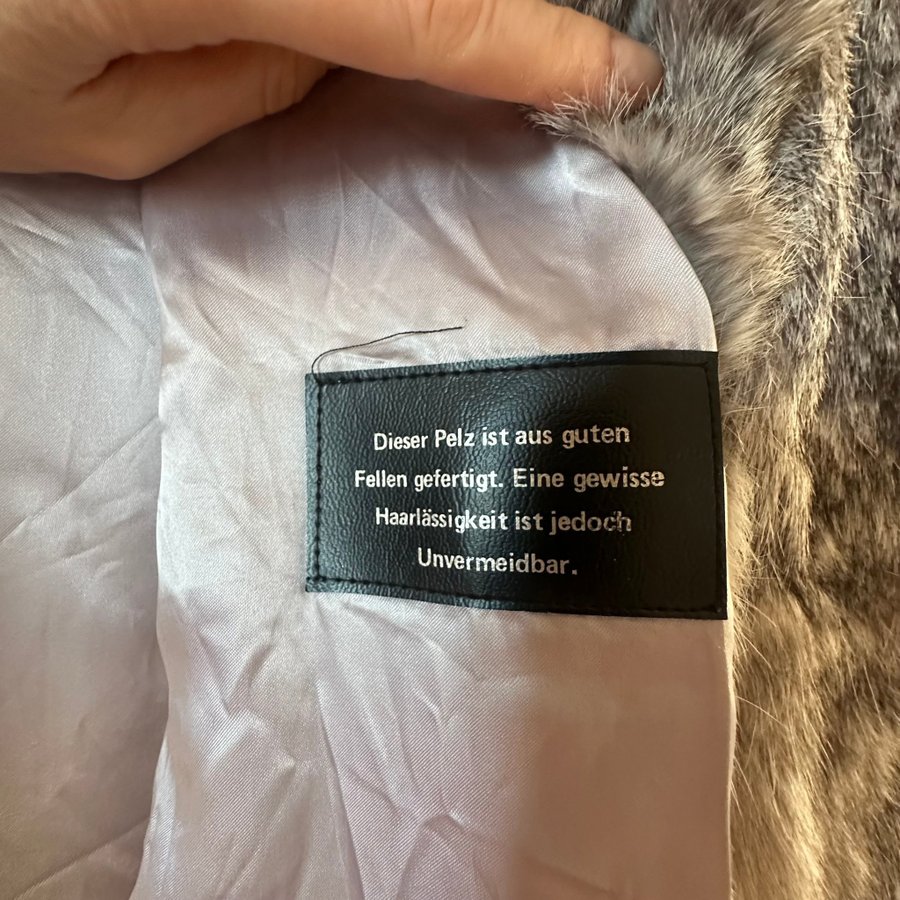 Dieser Pelz ist aus guten
Fellen gefertigt. Eine gewisse
Haarlässigkeit ist jedoch
Unvermeidbar.